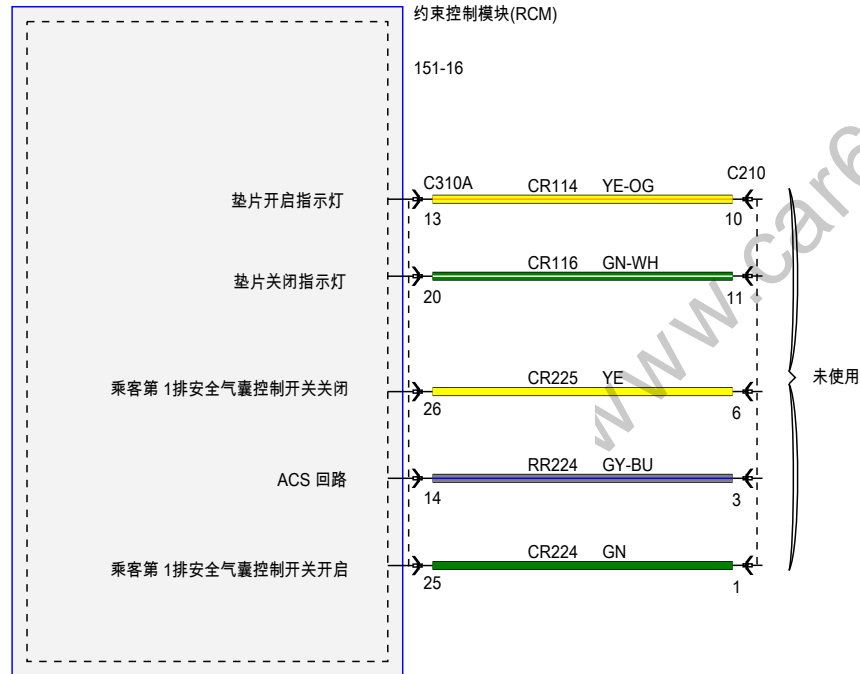 约束控制模块(RCM)
151-16
C310A
CR114 YE-OG
C210
垫片开启指示灯
13
10
CR116 GN-WH
垫片关闭指示灯
20
11
CR225 YE
乘客第 1排安全气囊控制开关关闭
26
6
未使用
RR224 GY-BU
ACS 回路
14
3
CR224 GN
乘客第 1排安全气囊控制开关开启
25
1
www.car6